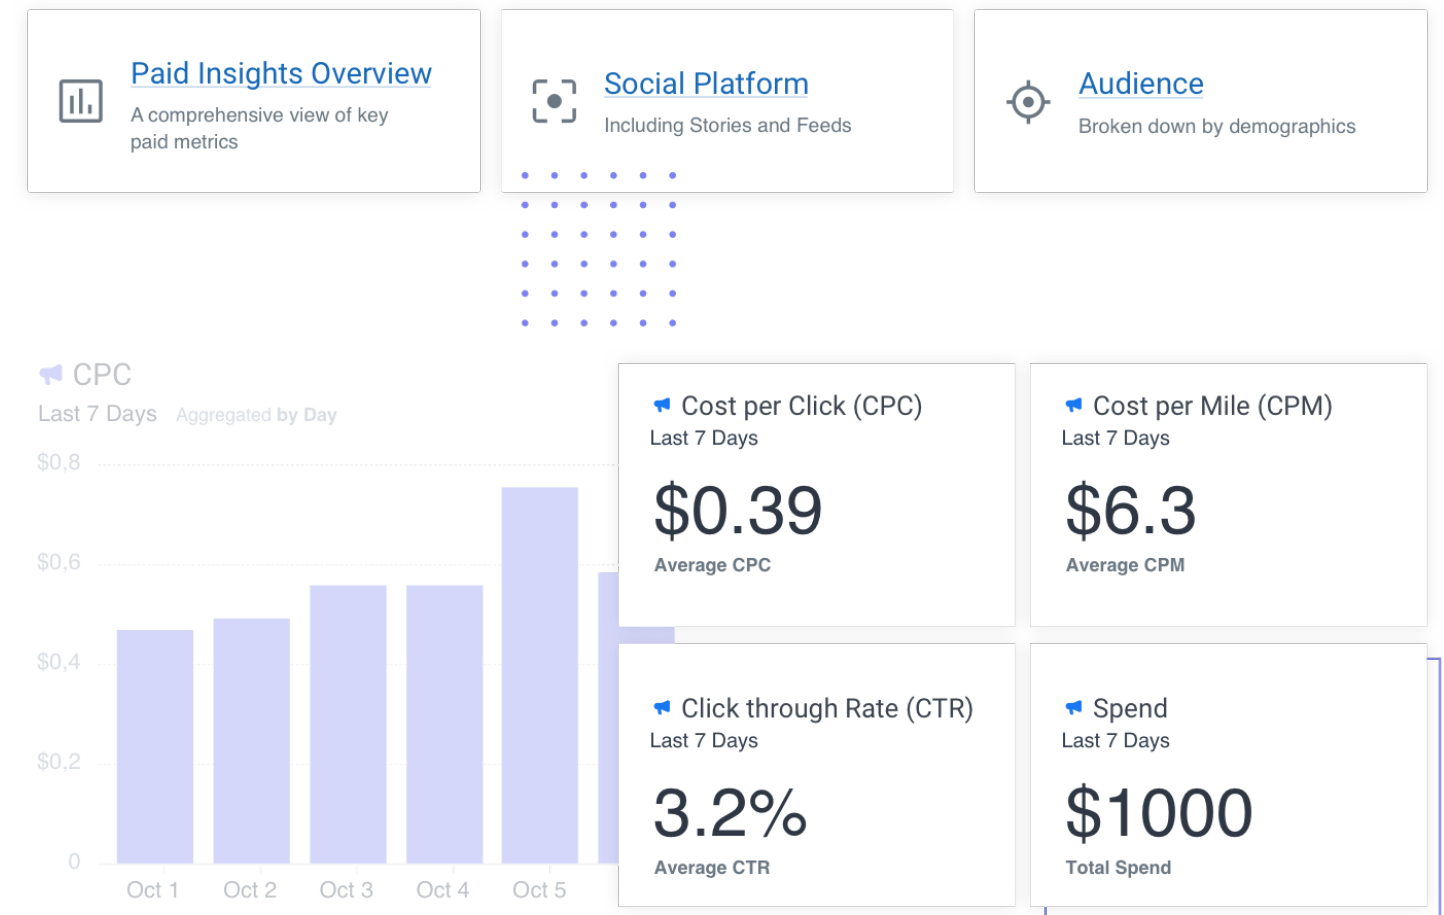 Paid Insights Overview
A comprehensive view of key
paid metrics
Social Platform
Including Stories and Feeds
Audience
Broken down by demographics
CPC
Last 7 Days Aggregated by Day
$0,8
$0,6
$0,4
$0,2
0
Oct 1 Oct 2 Oct 3 Oct 4 Oct 5
Cost per Click (CPC)
Last 7 Days
$0.39
Average CPC
Cost per Mile (CPM)
Last 7 Days
$6.3
Average CPM
Click through Rate (CTR)
Last 7 Days
3.2%
Average CTR
Spend
Last 7 Days
$1000
Total Spend